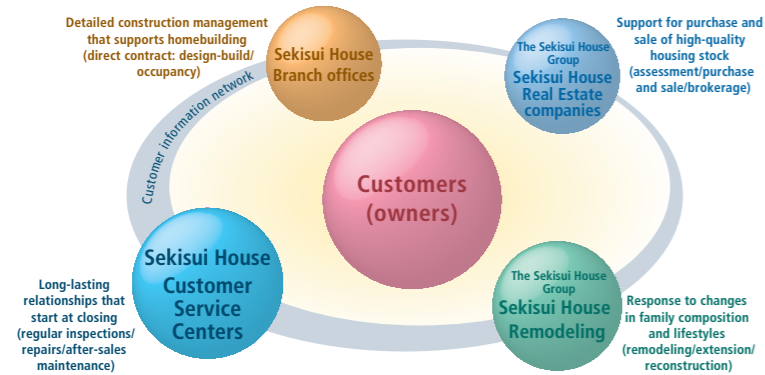 Detailed construction management
that supports homebuilding
(direct contract: design-build/
occupancy)
Sekisui House
Branch offices
The Sekisui House
Group
Sekisui House
Real Estate
companies
Support for purchase and
sale of high-quality
housing stock
(assessment/purchase
and sale/brokerage)
Customer information network
Customers
(owners)
Sekisui House
Customer
Service
Centers
Long-lasting
relationships that
start at closing
(regular inspections/
repairs/after-sales
maintenance)
The Sekisui House
Group
Sekisui House
Remodeling
Response to changes
in family composition
and lifestyles
(remodeling/extension/
reconstruction)